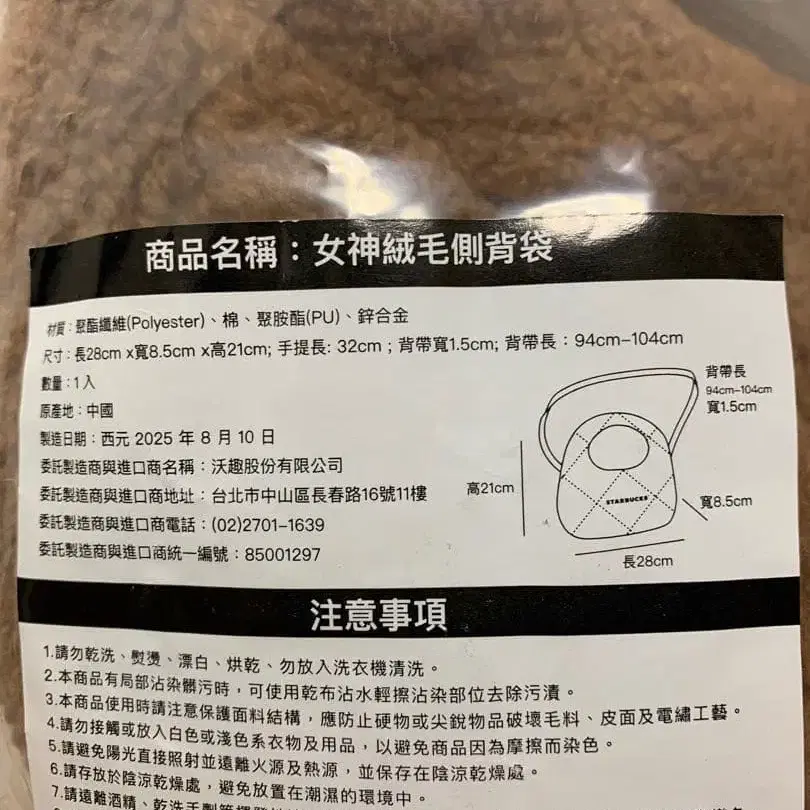 商品名稱：女神絨毛側背袋
材質：聚酯纖維(Polyester)、棉、聚胺酯(PU)、鋅合金
尺寸：長28cm x寬8.5cm x高21cm; 手提長: 32cm ; 背帶寬1.5cm; 背帶長：94cm–104cm
數量：1入
原產地：中國
製造日期：西元 2025 年 8 月 10 日
委託製造商與進口商名稱：沃趣股份有限公司
委託製造商與進口商地址：台北市中山區長春路16號11樓
委託製造商與進口商電話：(02)2701–1639
委託製造商與進口商統一編號：85001297
背帶長
94cm–104cm
寬1.5cm
高21cm
STARBUCKS
寬8.5cm
長28cm
注意事項
1.請勿乾洗、熨燙、漂白、烘乾、勿放入洗衣機清洗。
2.本商品有局部沾染髒污時，可使用乾布沾水輕擦沾染部位去除污漬。
3.本商品使用時請注意保護面料結構，應防止硬物或尖銳物品破壞毛料、皮面及電繡工藝。
4.請勿接觸或放入白色或淺色系衣物及用品，以避免商品因為摩擦而染色。
5.請避免陽光直接照射並遠離火源及熱源，並保存在陰涼乾燥處。
6.請存放於陰涼乾燥處，避免放置在潮濕的環境中。
7.請遠離酒精、乾洗手製